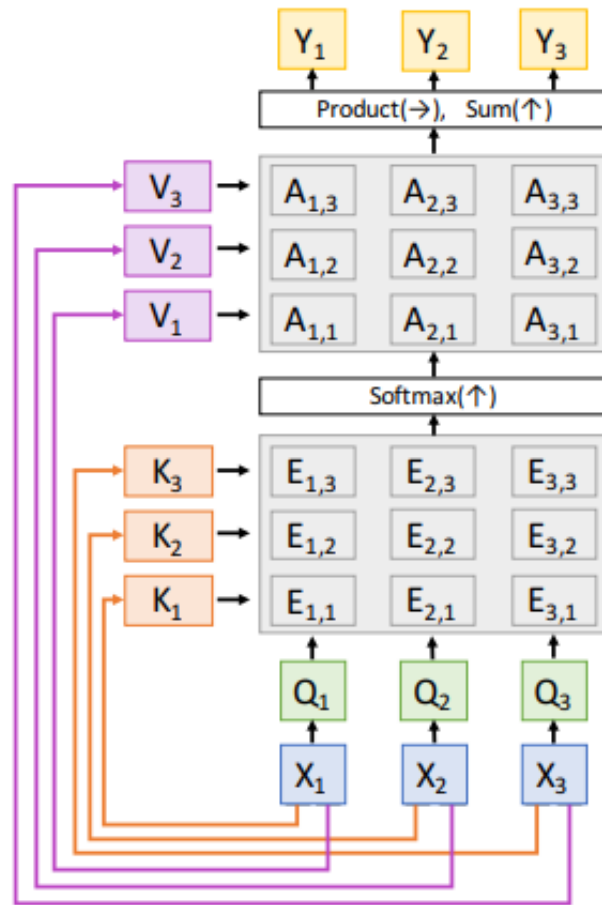 Y₁ Y₂ Y₃
Product(→), Sum(↑)
V₃ A₁,₃ A₂,₃ A₃,₃
V₂ A₁,₂ A₂,₂ A₃,₂
V₁ A₁,₁ A₂,₁ A₃,₁
Softmax(↑)
K₃ E₁,₃ E₂,₃ E₃,₃
K₂ E₁,₂ E₂,₂ E₃,₂
K₁ E₁,₁ E₂,₁ E₃,₁
Q₁ Q₂ Q₃
X₁ X₂ X₃